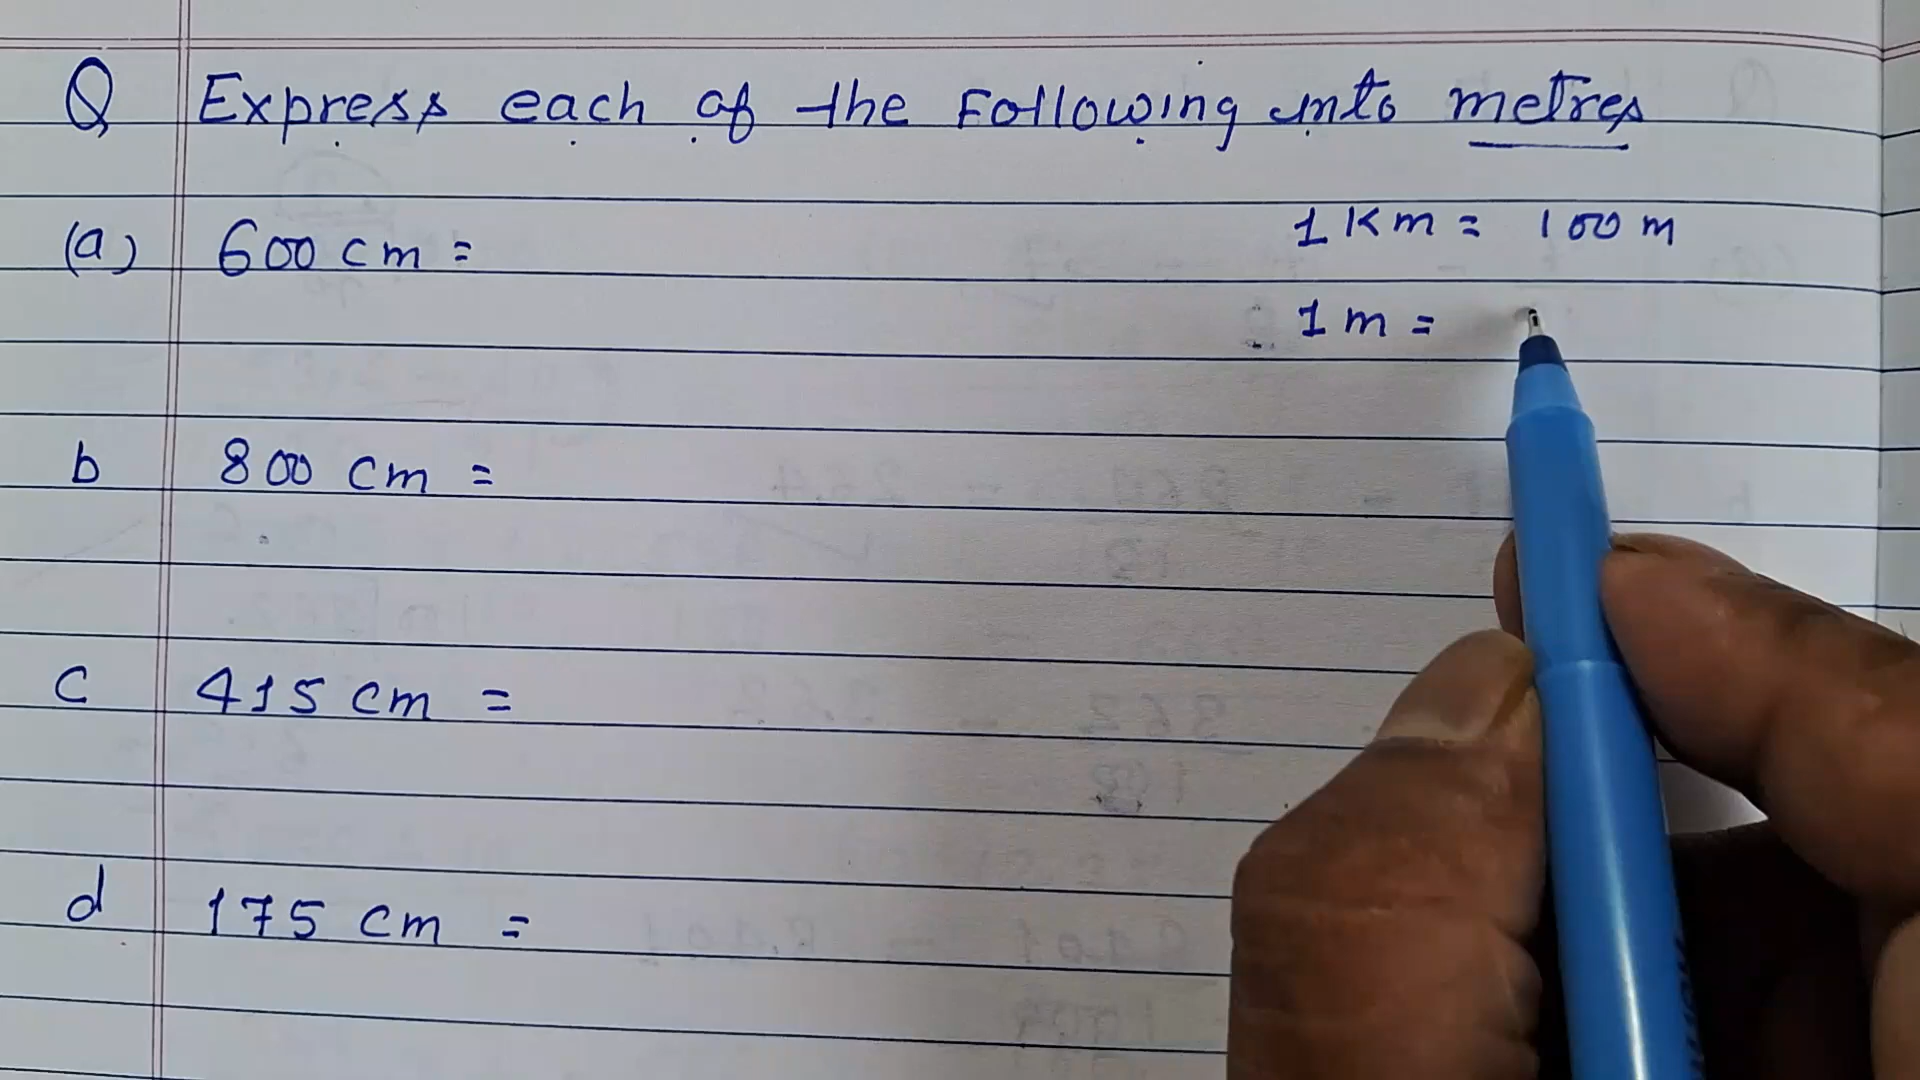 Q Express each of the Following into metres
(a) 600 cm =
1 Km = 100 m
1 m =
b 800 cm =
c 415 cm =
d 175 cm =